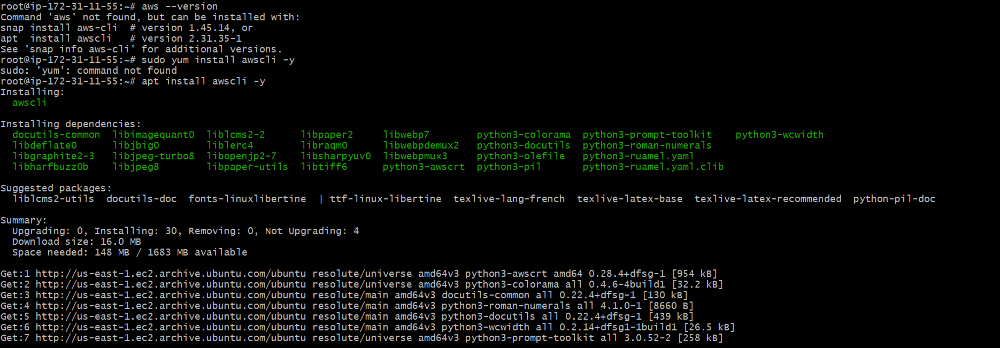 root@ip-172-31-11-55:~# aws --version
Command 'aws' not found, but can be installed with:
snap install aws-cli  # version 1.45.14, or
apt  install awscli   # version 2.31.35-1
See 'snap info aws-cli' for additional versions.
root@ip-172-31-11-55:~# sudo yum install awscli -y
sudo: 'yum': command not found
root@ip-172-31-11-55:~# apt install awscli -y
Installing:
  awscli

Installing dependencies:
  docutils-common  libimagequant0  liblcms2-2      libpaper2     libwebp7        python3-colorama  python3-prompt-toolkit    python3-wcwidth
  libdeflate0      libjbig0        liblerc4        libraqm0      libwebpdemux2   python3-docutils  python3-roman-numerals
  libgraphite2-3   libjpeg-turbo8  libopenjp2-7    libsharpyuv0  libwebpmux3     python3-olefile   python3-ruamel.yaml
  libharfbuzz0b    libjpeg8        libpaper-utils  libtiff6      python3-awscrt  python3-pil       python3-ruamel.yaml.clib

Suggested packages:
  liblcms2-utils  docutils-doc  fonts-linuxlibertine  | ttf-linux-libertine  texlive-lang-french  texlive-latex-base  texlive-latex-recommended  python-pil-doc

Summary:
  Upgrading: 0, Installing: 30, Removing: 0, Not Upgrading: 4
  Download size: 16.0 MB
  Space needed: 148 MB / 1683 MB available

Get:1 http://us-east-1.ec2.archive.ubuntu.com/ubuntu resolute/universe amd64v3 python3-awscrt amd64 0.28.4+dfsg-1 [954 kB]
Get:2 http://us-east-1.ec2.archive.ubuntu.com/ubuntu resolute/universe amd64v3 python3-colorama all 0.4.6-4build1 [32.2 kB]
Get:3 http://us-east-1.ec2.archive.ubuntu.com/ubuntu resolute/main amd64v3 docutils-common all 0.22.4+dfsg-1 [130 kB]
Get:4 http://us-east-1.ec2.archive.ubuntu.com/ubuntu resolute/main amd64v3 python3-roman-numerals all 4.1.0-1 [8660 B]
Get:5 http://us-east-1.ec2.archive.ubuntu.com/ubuntu resolute/main amd64v3 python3-docutils all 0.22.4+dfsg-1 [439 kB]
Get:6 http://us-east-1.ec2.archive.ubuntu.com/ubuntu resolute/main amd64v3 python3-wcwidth all 0.2.14+dfsg1-1build1 [26.5 kB]
Get:7 http://us-east-1.ec2.archive.ubuntu.com/ubuntu resolute/universe amd64v3 python3-prompt-toolkit all 3.0.52-2 [258 kB]